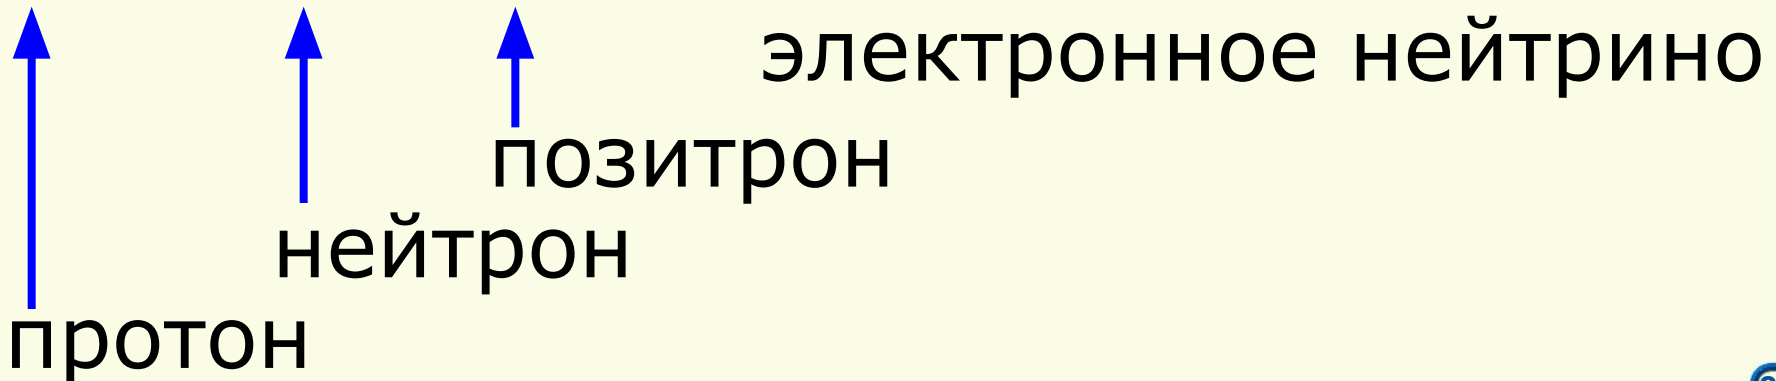 электронное нейтрино
позитрон
нейтрон
протон